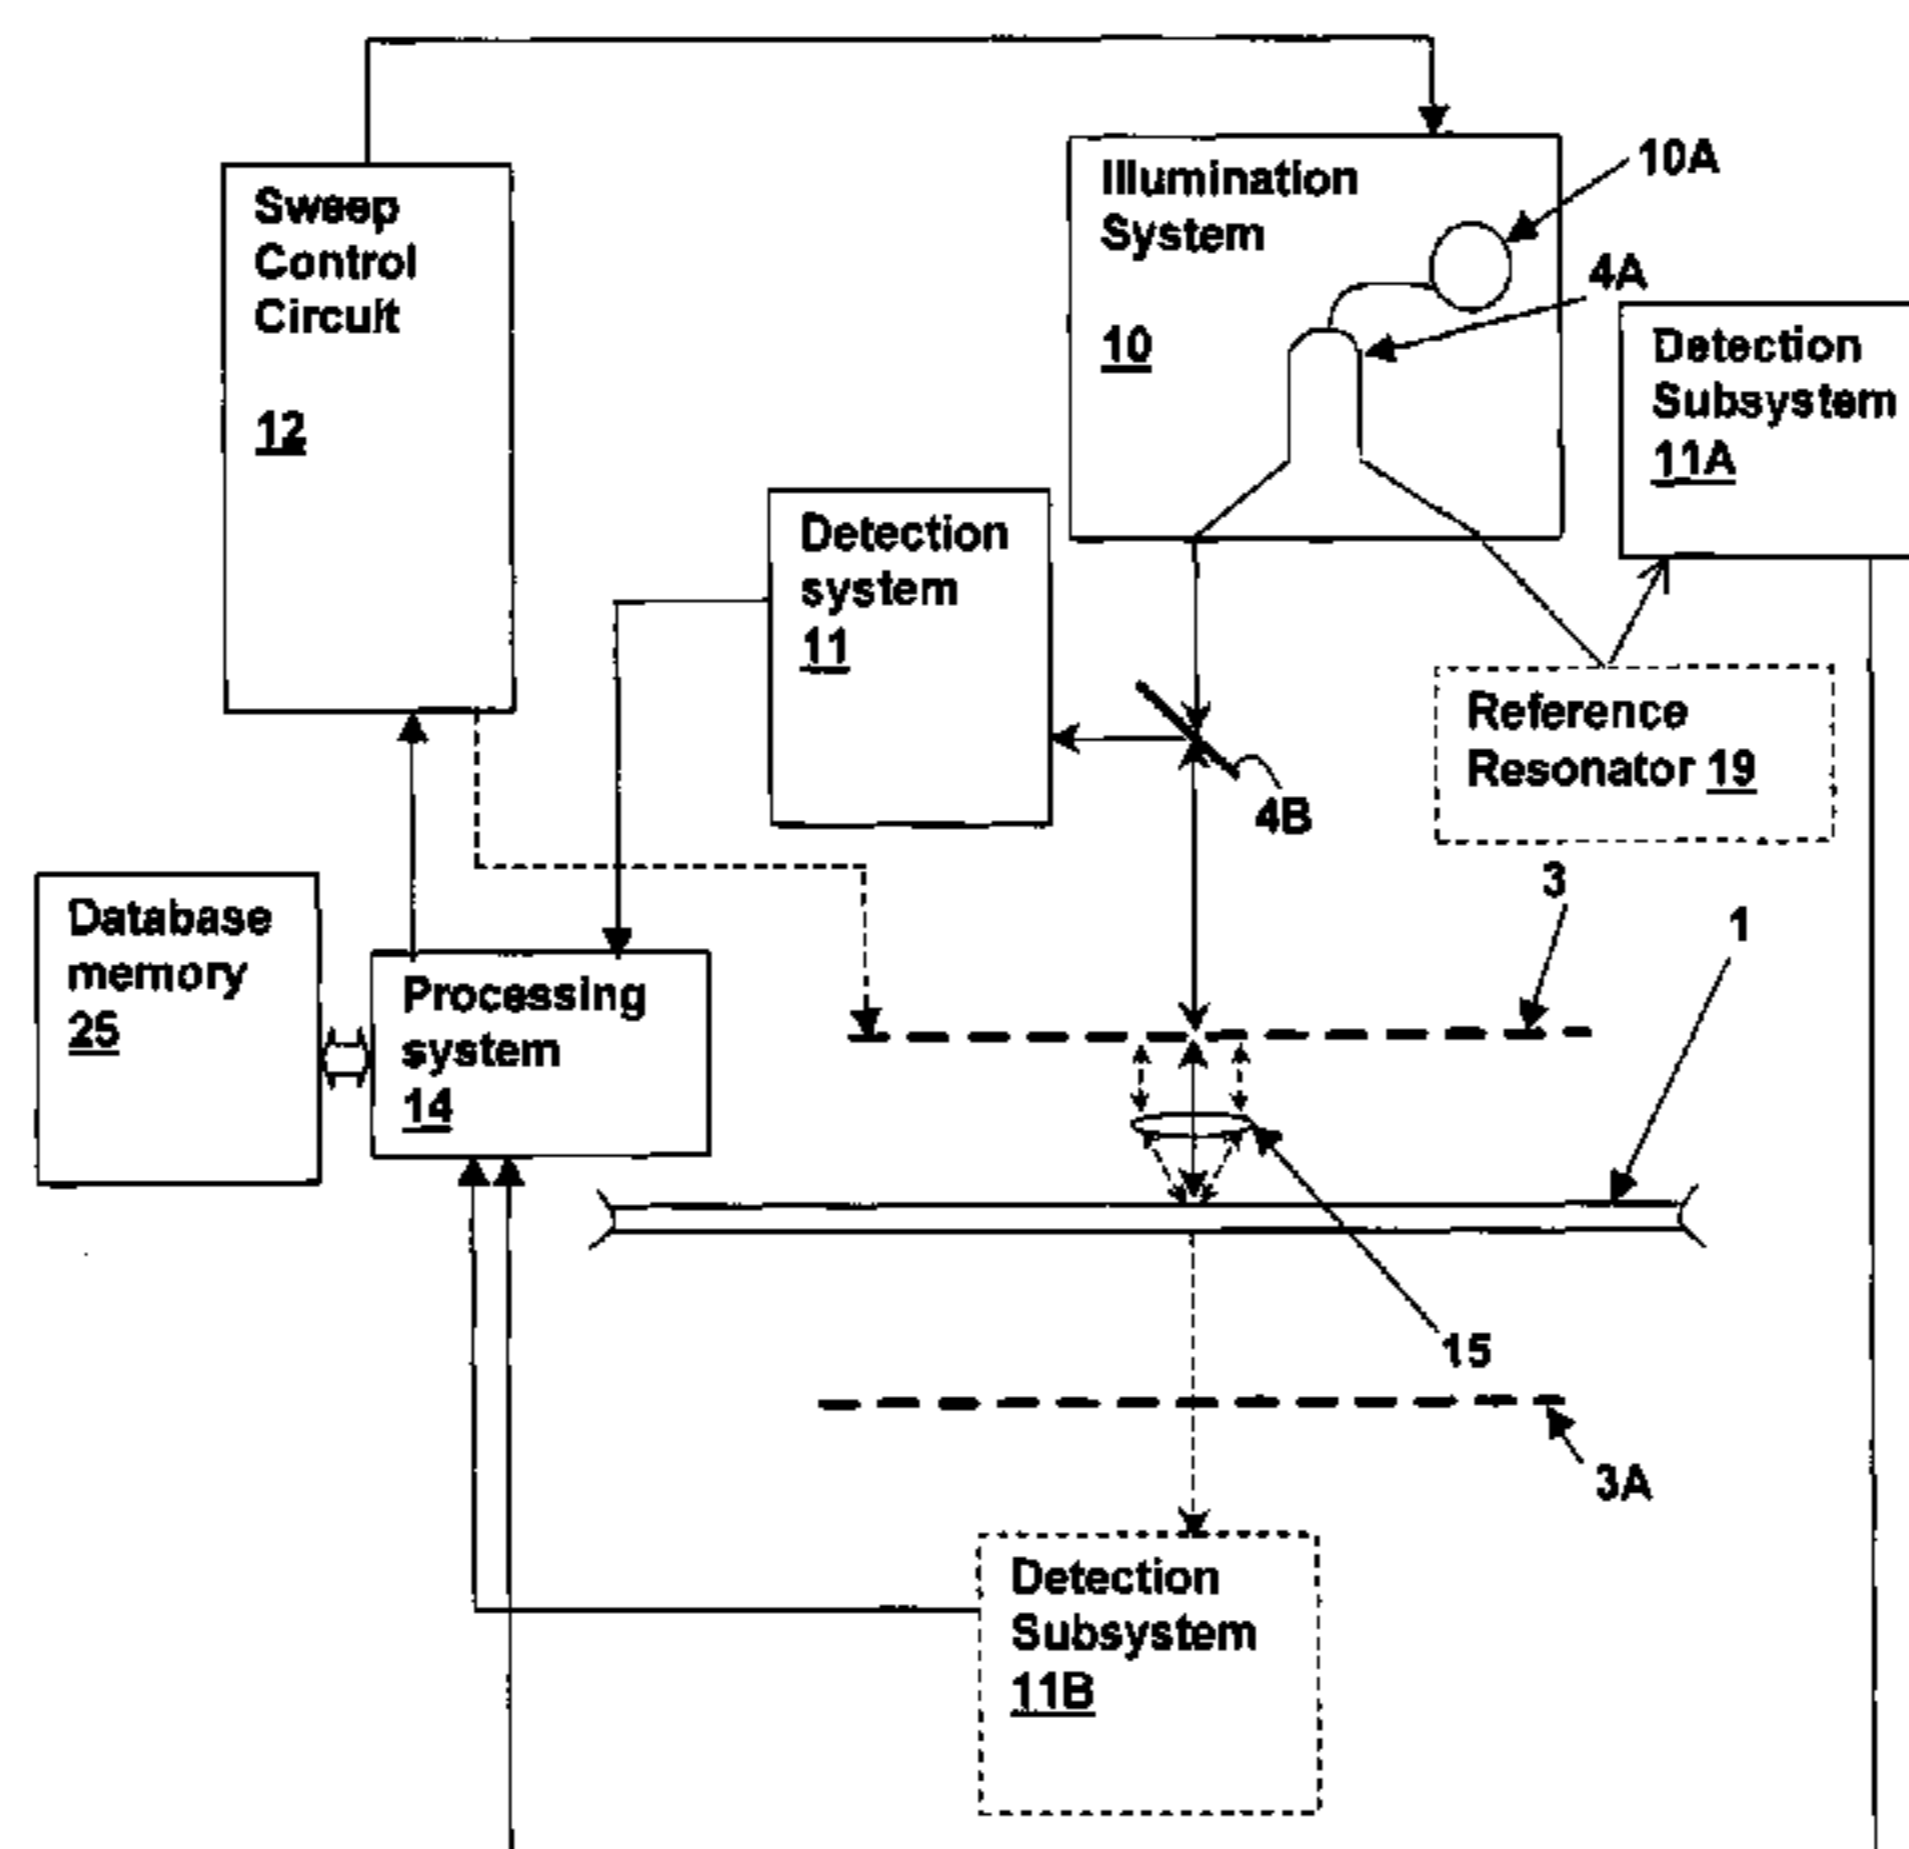 Sweep
Control
Circuit
12
Illumination
System
10
10A
4A
Detection
Subsystem
11A
Detection
system
11
4B
Reference
Resonator 19
3
1
Database
memory
25
Processing
system
14
15
3A
Detection
Subsystem
11B